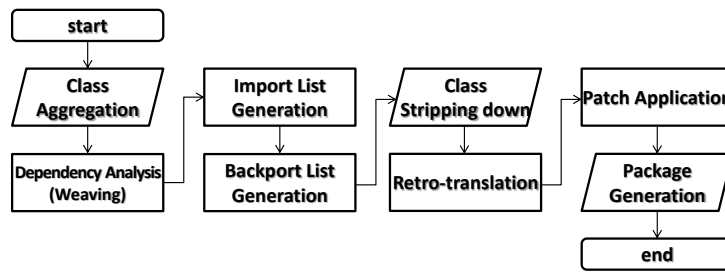 start
Class
Aggregation
Dependency Analysis
(Weaving)
Import List
Generation
Backport List
Generation
Class
Stripping down
Retro-translation
Patch Application
Package
Generation
end